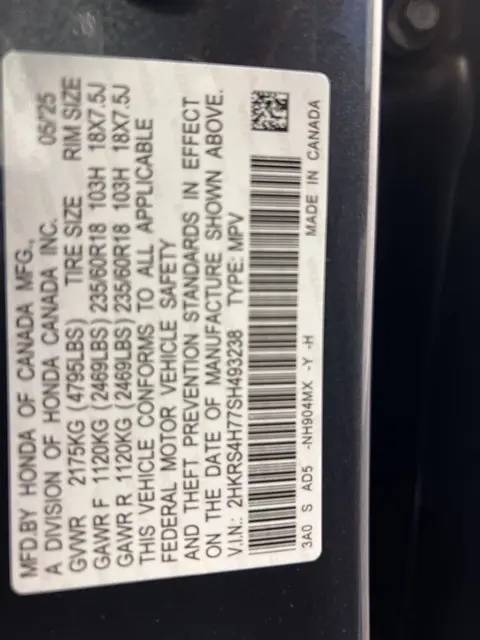 MFD.BY HONDA OF CANADA MFG., 05/25
A DIVISION OF HONDA CANADA INC.
GVWR 2175KG (4795LBS) TIRE SIZE RIM SIZE
GAWR F 1120KG (2469LBS) 235/60R18 103H 18X7.5J
GAWR R 1120KG (2469LBS) 235/60R18 103H 18X7.5J
THIS VEHICLE CONFORMS TO ALL APPLICABLE
FEDERAL MOTOR VEHICLE SAFETY
AND THEFT PREVENTION STANDARDS IN EFFECT
ON THE DATE OF MANUFACTURE SHOWN ABOVE.
V.I.N.: 2HKRS4H77SH493238 TYPE: MPV
3A0 S AD5 -NH904MX -Y -H MADE IN CANADA